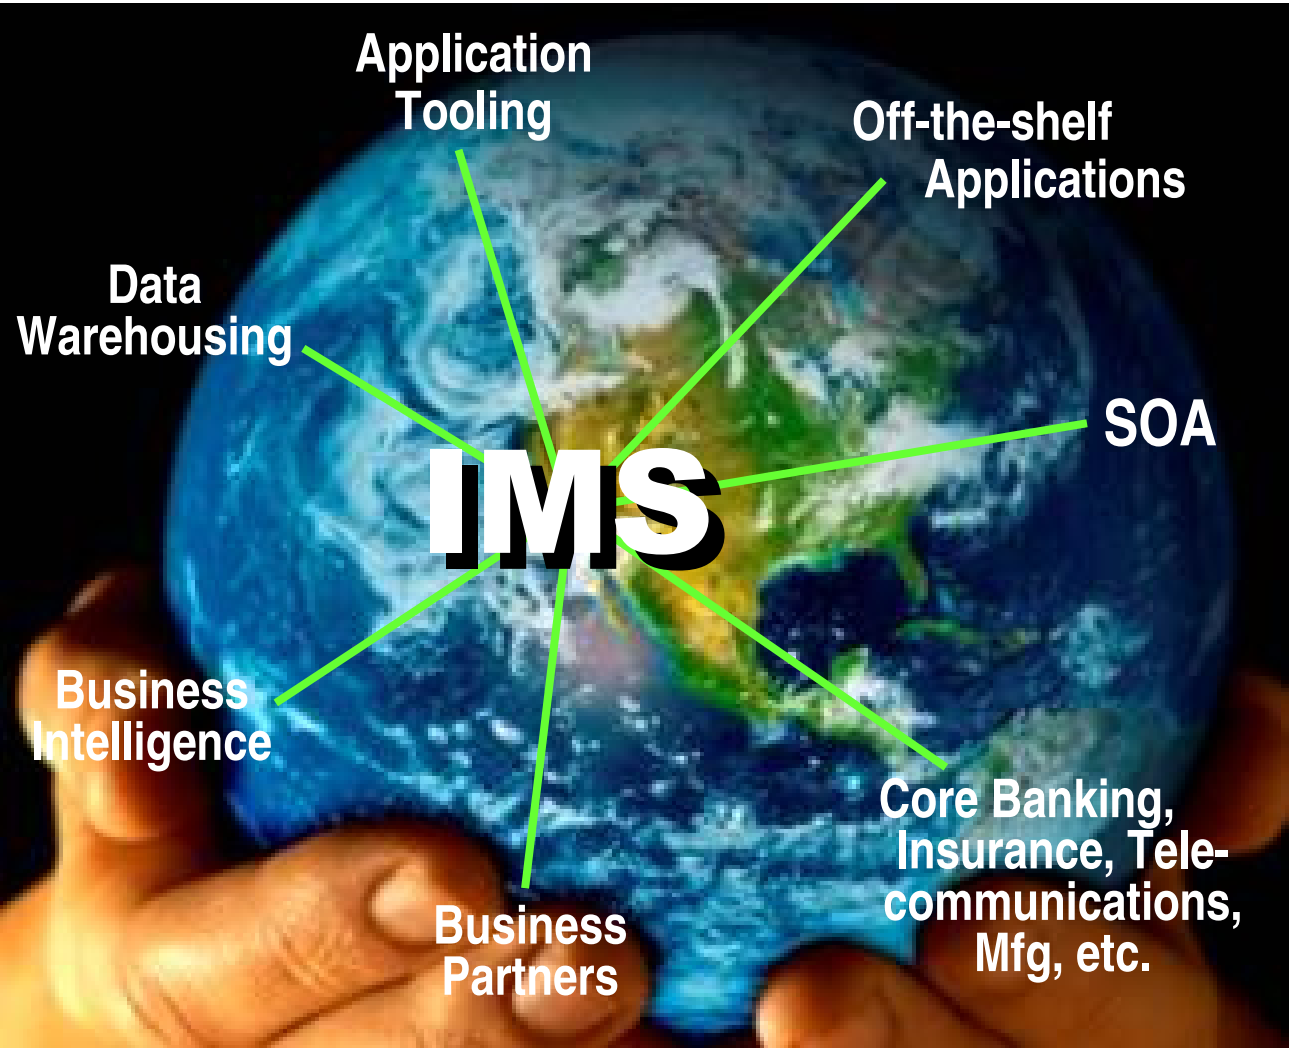 Application
Tooling
Off-the-shelf
Applications
Data
Warehousing
SOA
IMS
Business
Intelligence
Core Banking,
Insurance, Tele-
communications,
Mfg, etc.
Business
Partners